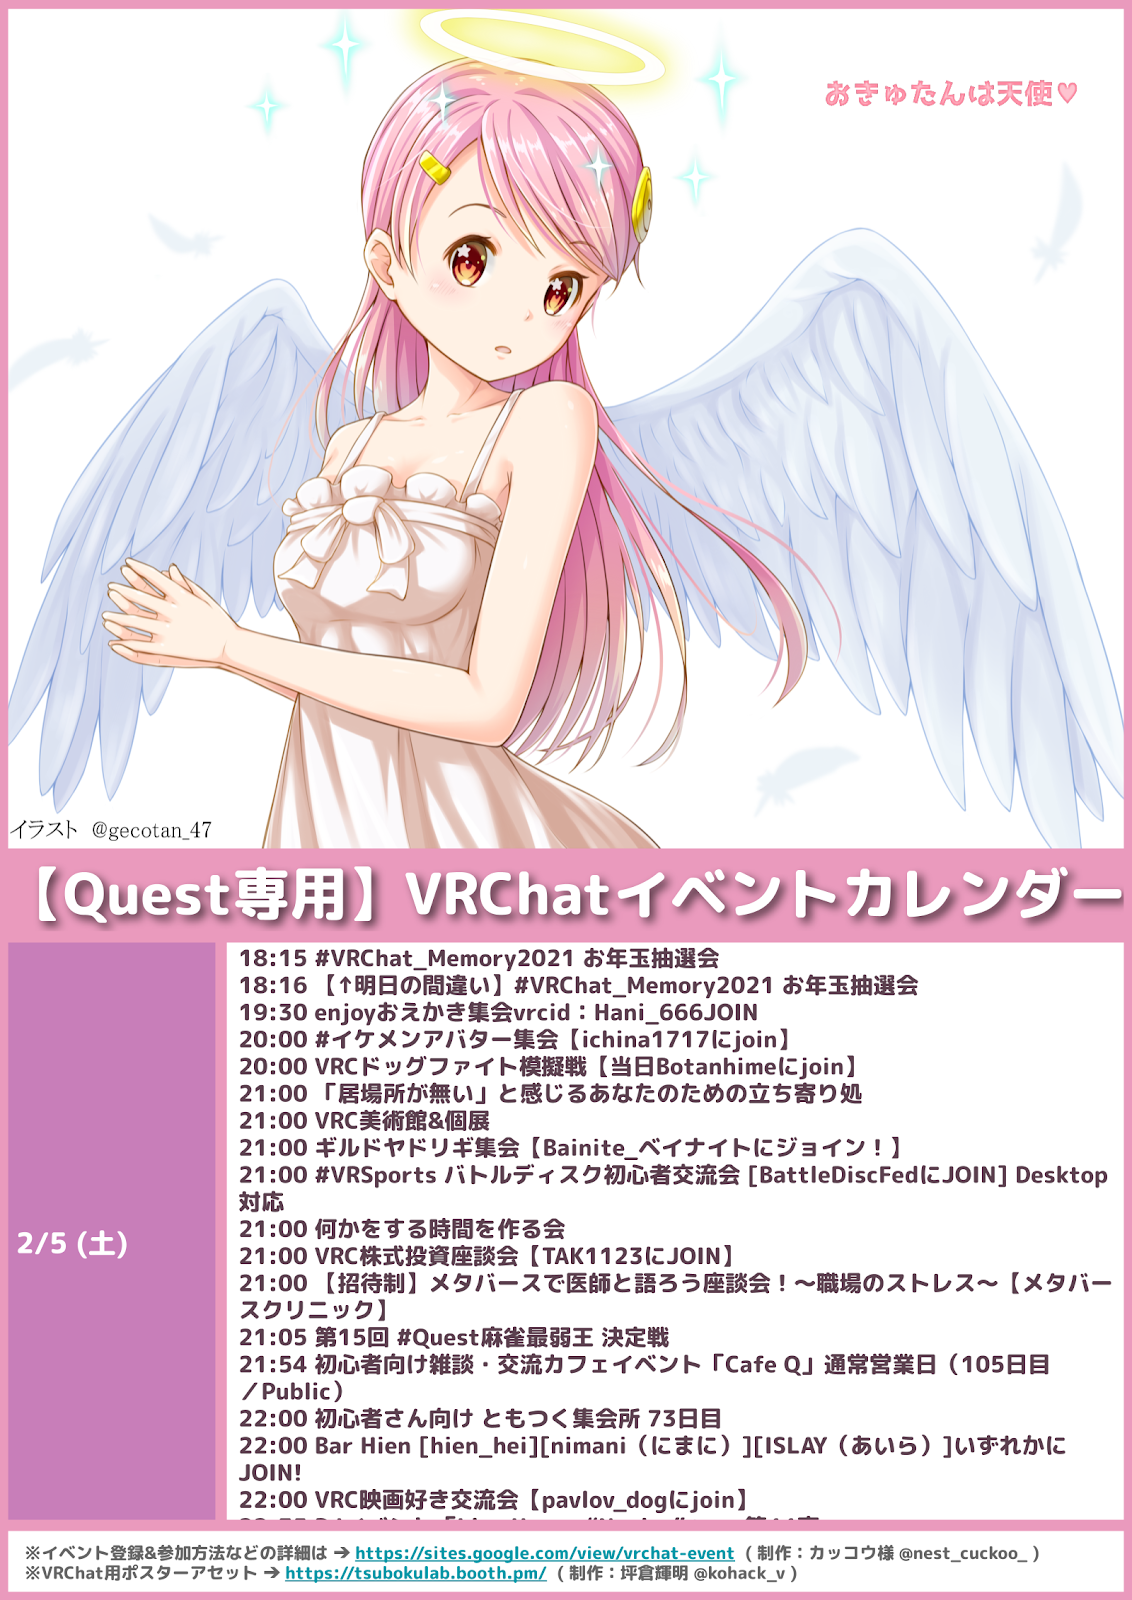 おきゅたんは天使♥
イラスト @gecotan_47
【Quest専用】VRChatイベントカレンダー
2/5 (土)
18:15 #VRChat_Memory2021 お年玉抽選会
18:16 【↑明日の間違い】#VRChat_Memory2021 お年玉抽選会
19:30 enjoyおえかき集会vrcid：Hani_666JOIN
20:00 #イケメンアバター集会【ichina1717にjoin】
20:00 VRCドッグファイト模擬戦【当日Botanhimeにjoin】
21:00 「居場所が無い」と感じるあなたのための立ち寄り処
21:00 VRC美術館&個展
21:00 ギルドヤドリギ集会【Bainite_ベイナイトにジョイン！】
21:00 #VRSports バトルディスク初心者交流会 [BattleDiscFedにJOIN] Desktop
対応
21:00 何かをする時間を作る会
21:00 VRC株式投資座談会【TAK1123にJOIN】
21:00 【招待制】メタバースで医師と語ろう座談会！～職場のストレス～【メタバー
スクリニック】
21:05 第15回 #Quest麻雀最弱王 決定戦
21:54 初心者向け雑談・交流カフェイベント「Cafe Q」通常営業日（105日目
／Public）
22:00 初心者さん向け ともつく集会所 73日目
22:00 Bar Hien [hien_hei][nimani（にまに）][ISLAY（あいら）]いずれかに
JOIN!
22:00 VRC映画好き交流会【pavlov_dogにjoin】
※イベント登録&参加方法などの詳細は → https://sites.google.com/view/vrchat-event （ 制作：カッコウ様 @nest_cuckoo_ ）
※VRChat用ポスターアセット → https://tsubokulab.booth.pm/ （ 制作：坪倉輝明 @kohack_v ）